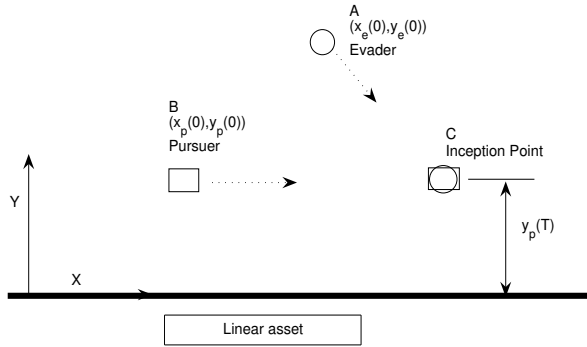 A
(x_e(0),y_e(0))
Evader
B
(x_p(0),y_p(0))
Pursuer
C
Inception Point
Y
y_p(T)
X
Linear asset